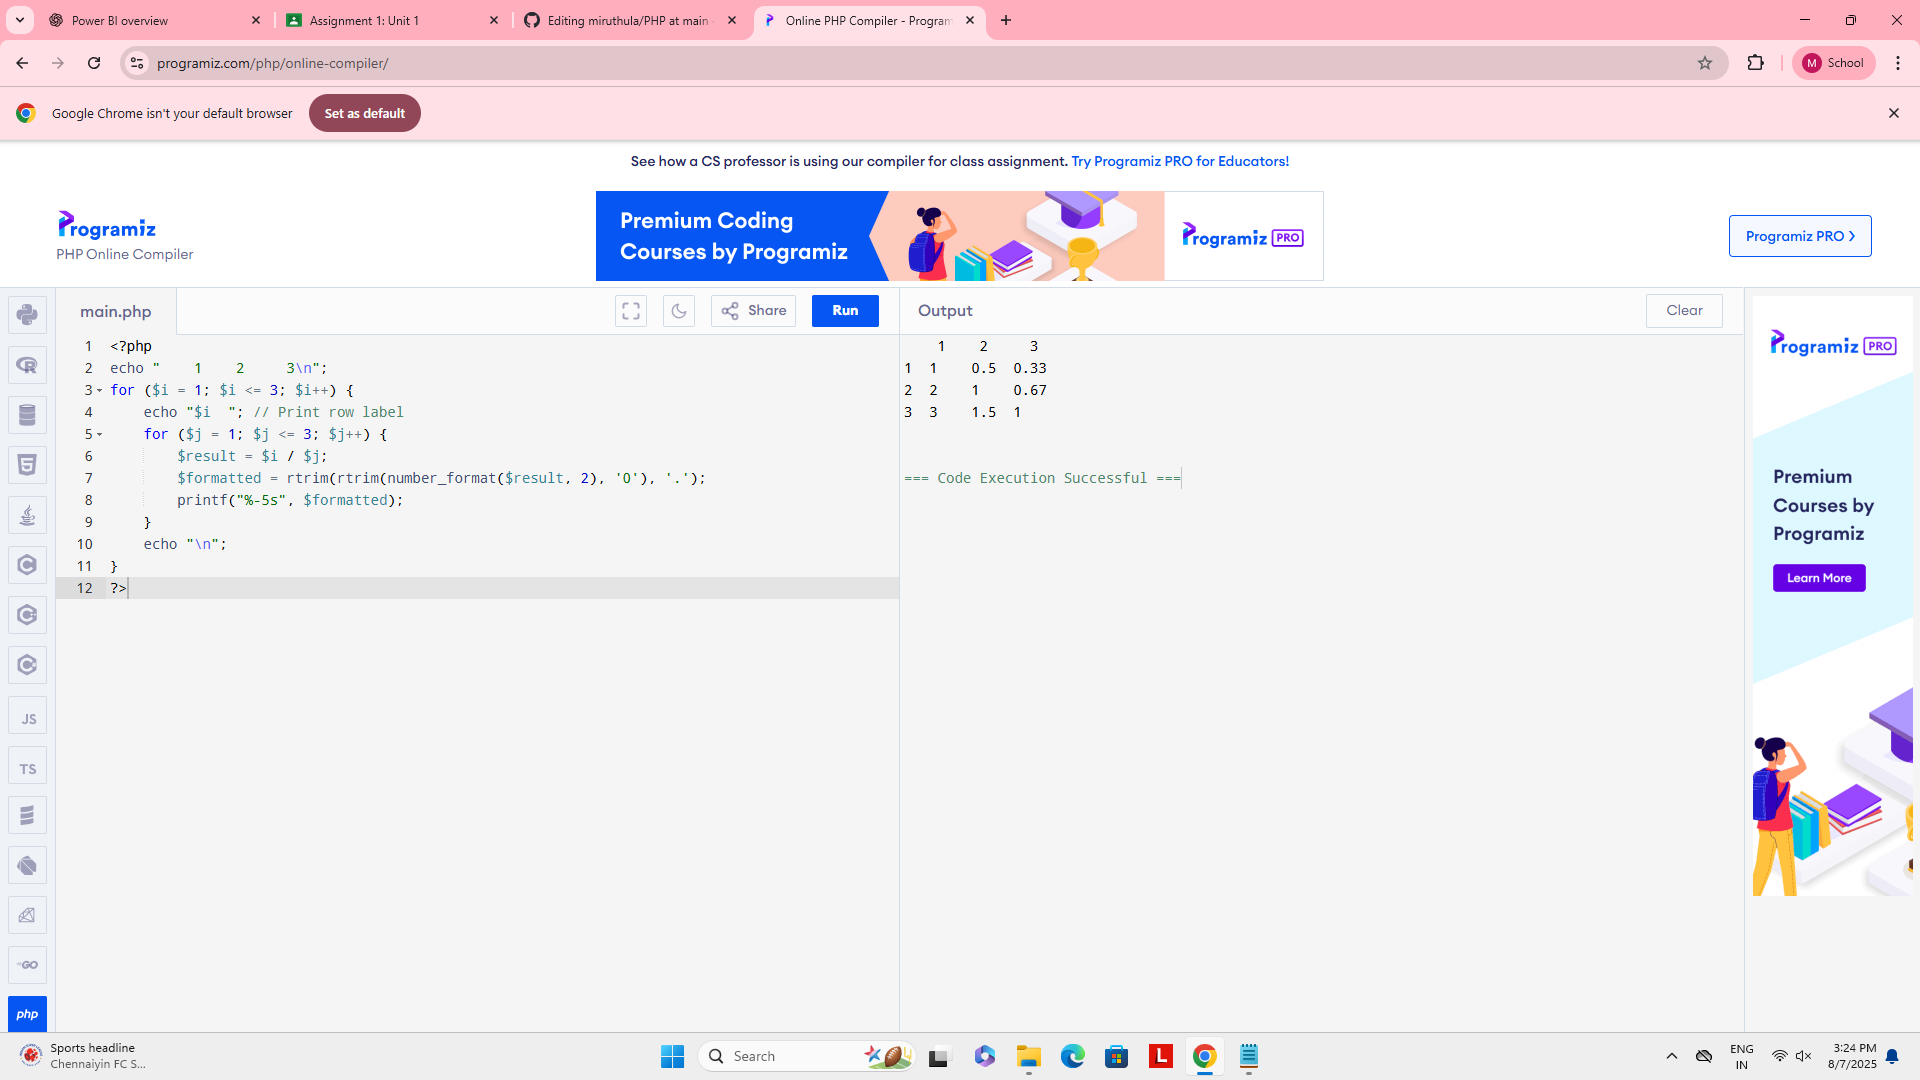 Power BI overview
Assignment 1: Unit 1
Editing miruthula/PHP at main
Online PHP Compiler - Program
programiz.com/php/online-compiler/
M School
Google Chrome isn't your default browser
Set as default
See how a CS professor is using our compiler for class assignment. Try Programiz PRO for Educators!
Programiz
PHP Online Compiler
Premium Coding
Courses by Programiz
Programiz PRO
Programiz PRO
main.php
Share
Run
Output
Clear
1 <?php
2 echo "    1    2     3\n";
3 for ($i = 1; $i <= 3; $i++) {
4     echo "$i  "; // Print row label
5     for ($j = 1; $j <= 3; $j++) {
6         $result = $i / $j;
7         $formatted = rtrim(rtrim(number_format($result, 2), '0'), '.');
8         printf("%-5s", $formatted);
9     }
10     echo "\n";
11 }
12 ?>
    1    2     3
1  1    0.5  0.33
2  2    1    0.67
3  3    1.5  1
=== Code Execution Successful ===
Programiz PRO
Premium
Courses by
Programiz
Learn More
JS
TS
GO
php
Sports headline
Chennaiyin FC S...
Search
L
ENG
IN
3:24 PM
8/7/2025